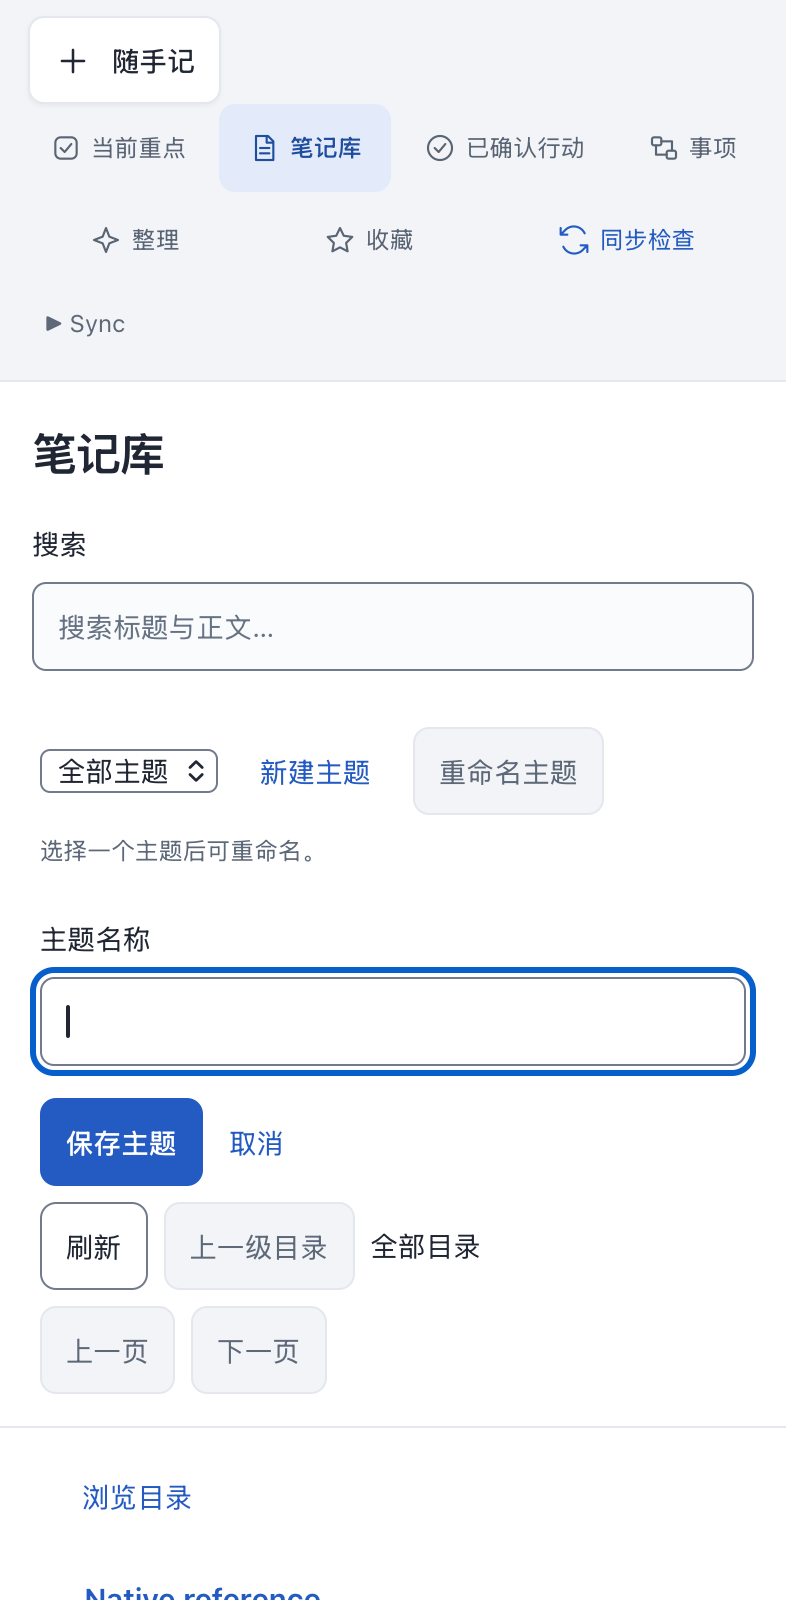 随手记
当前重点 笔记库 已确认行动 事项
整理 收藏 同步检查
Sync
笔记库
搜索
搜索标题与正文...
全部主题 新建主题 重命名主题
选择一个主题后可重命名。
主题名称
保存主题 取消
刷新 上一级目录 全部目录
上一页 下一页
浏览目录
Native reference